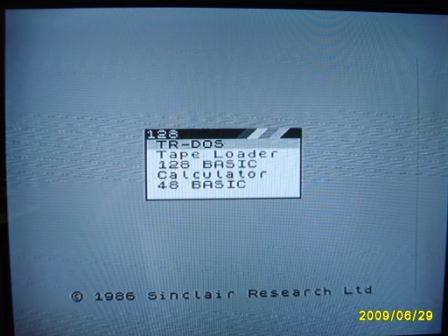 128
TR-DOS
Tape Loader
128 BASIC
Calculator
48 BASIC
© 1986 Sinclair Research Ltd
2009/06/29